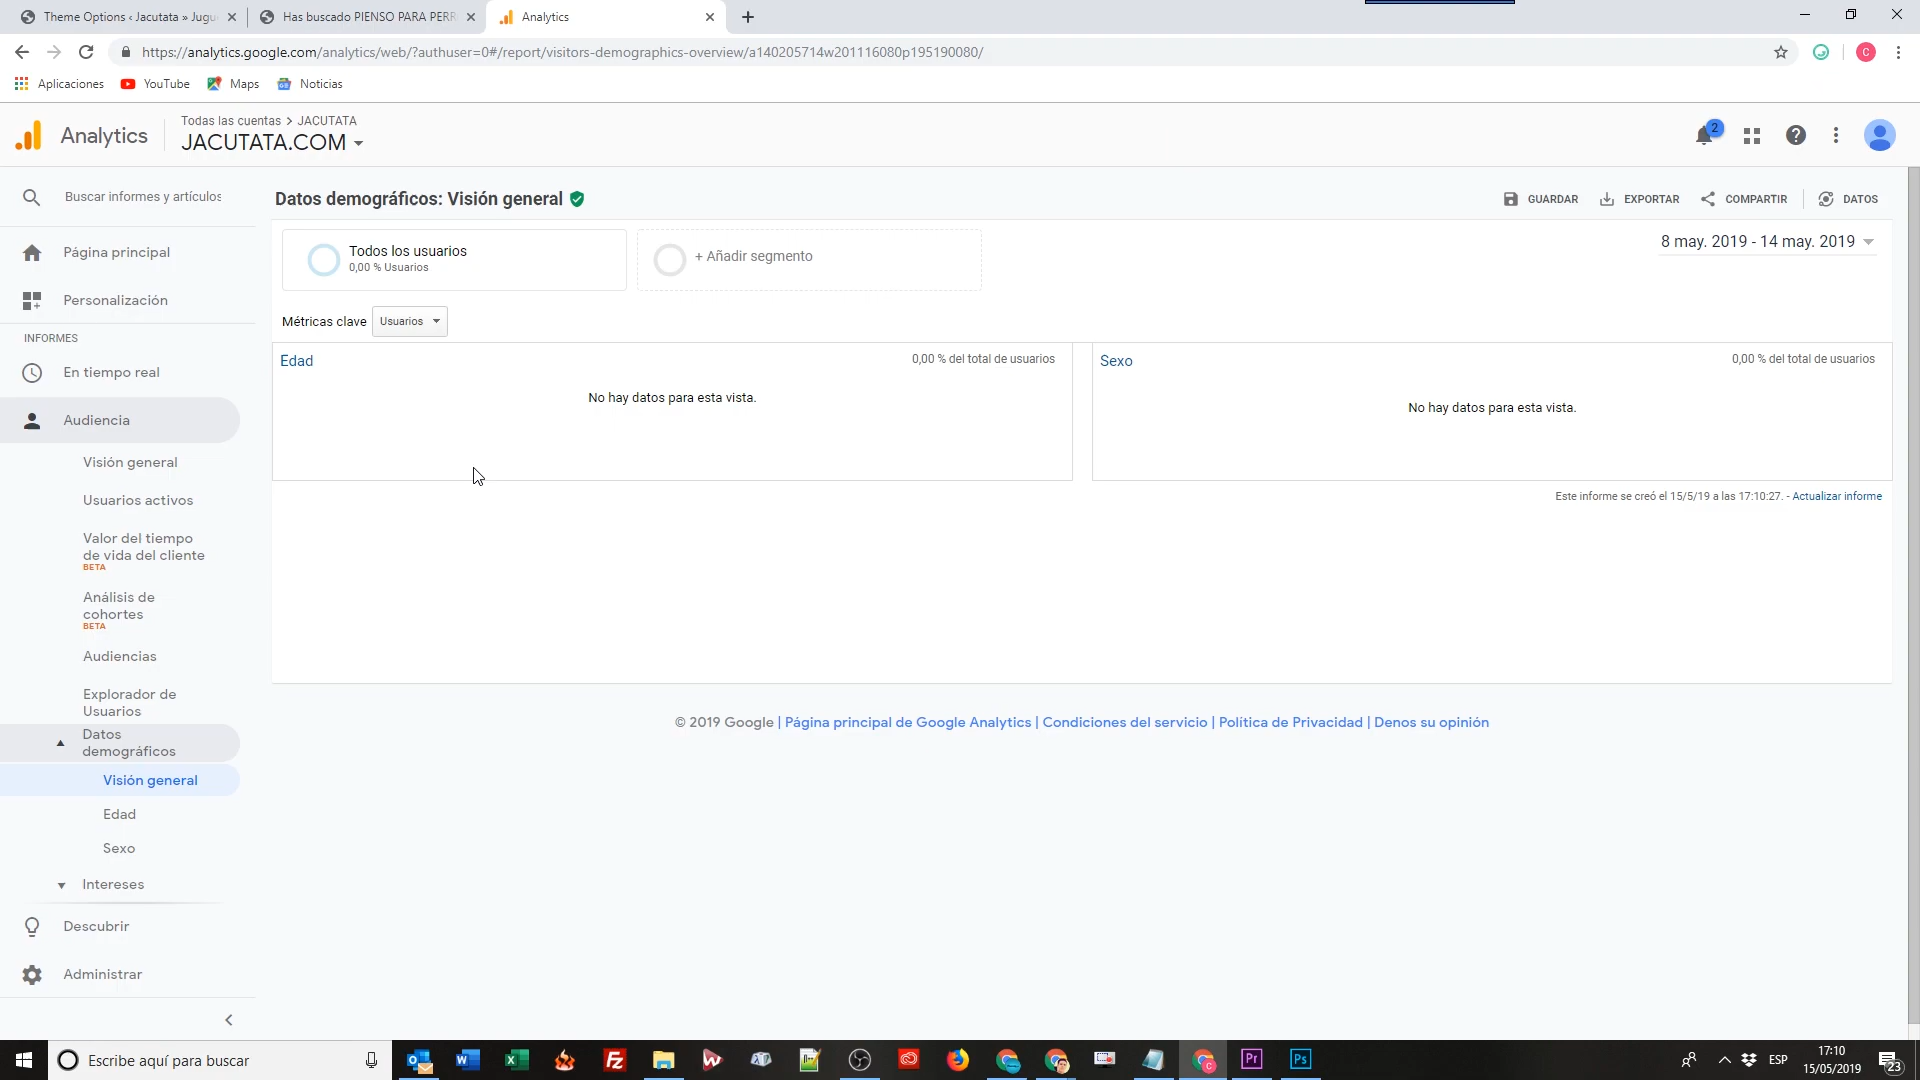 Theme Options ‹ Jacutata » Jugu
Has buscado PIENSO PARA PERR
Analytics
https://analytics.google.com/analytics/web/?authuser=0#/report/visitors-demographics-overview/a140205714w201116080p195190080/
C
Aplicaciones
YouTube
Maps
Noticias
Analytics
Todas las cuentas > JACUTATA
JACUTATA.COM
2
Buscar informes y artículos
Datos demográficos: Visión general
GUARDAR
EXPORTAR
COMPARTIR
DATOS
Todos los usuarios
0,00 % Usuarios
+ Añadir segmento
8 may. 2019 - 14 may. 2019
Métricas clave
Usuarios
Edad
0,00 % del total de usuarios
No hay datos para esta vista.
Sexo
0,00 % del total de usuarios
No hay datos para esta vista.
Este informe se creó el 15/5/19 a las 17:10:27. - Actualizar informe
Página principal
Personalización
INFORMES
En tiempo real
Audiencia
Visión general
Usuarios activos
Valor del tiempo
de vida del cliente
BETA
Análisis de
cohortes
BETA
Audiencias
Explorador de
Usuarios
Datos
demográficos
Visión general
Edad
Sexo
Intereses
Descubrir
Administrar
© 2019 Google | Página principal de Google Analytics | Condiciones del servicio | Política de Privacidad | Denos su opinión
Escribe aquí para buscar
Pr
Ps
ESP
17:10
15/05/2019
23